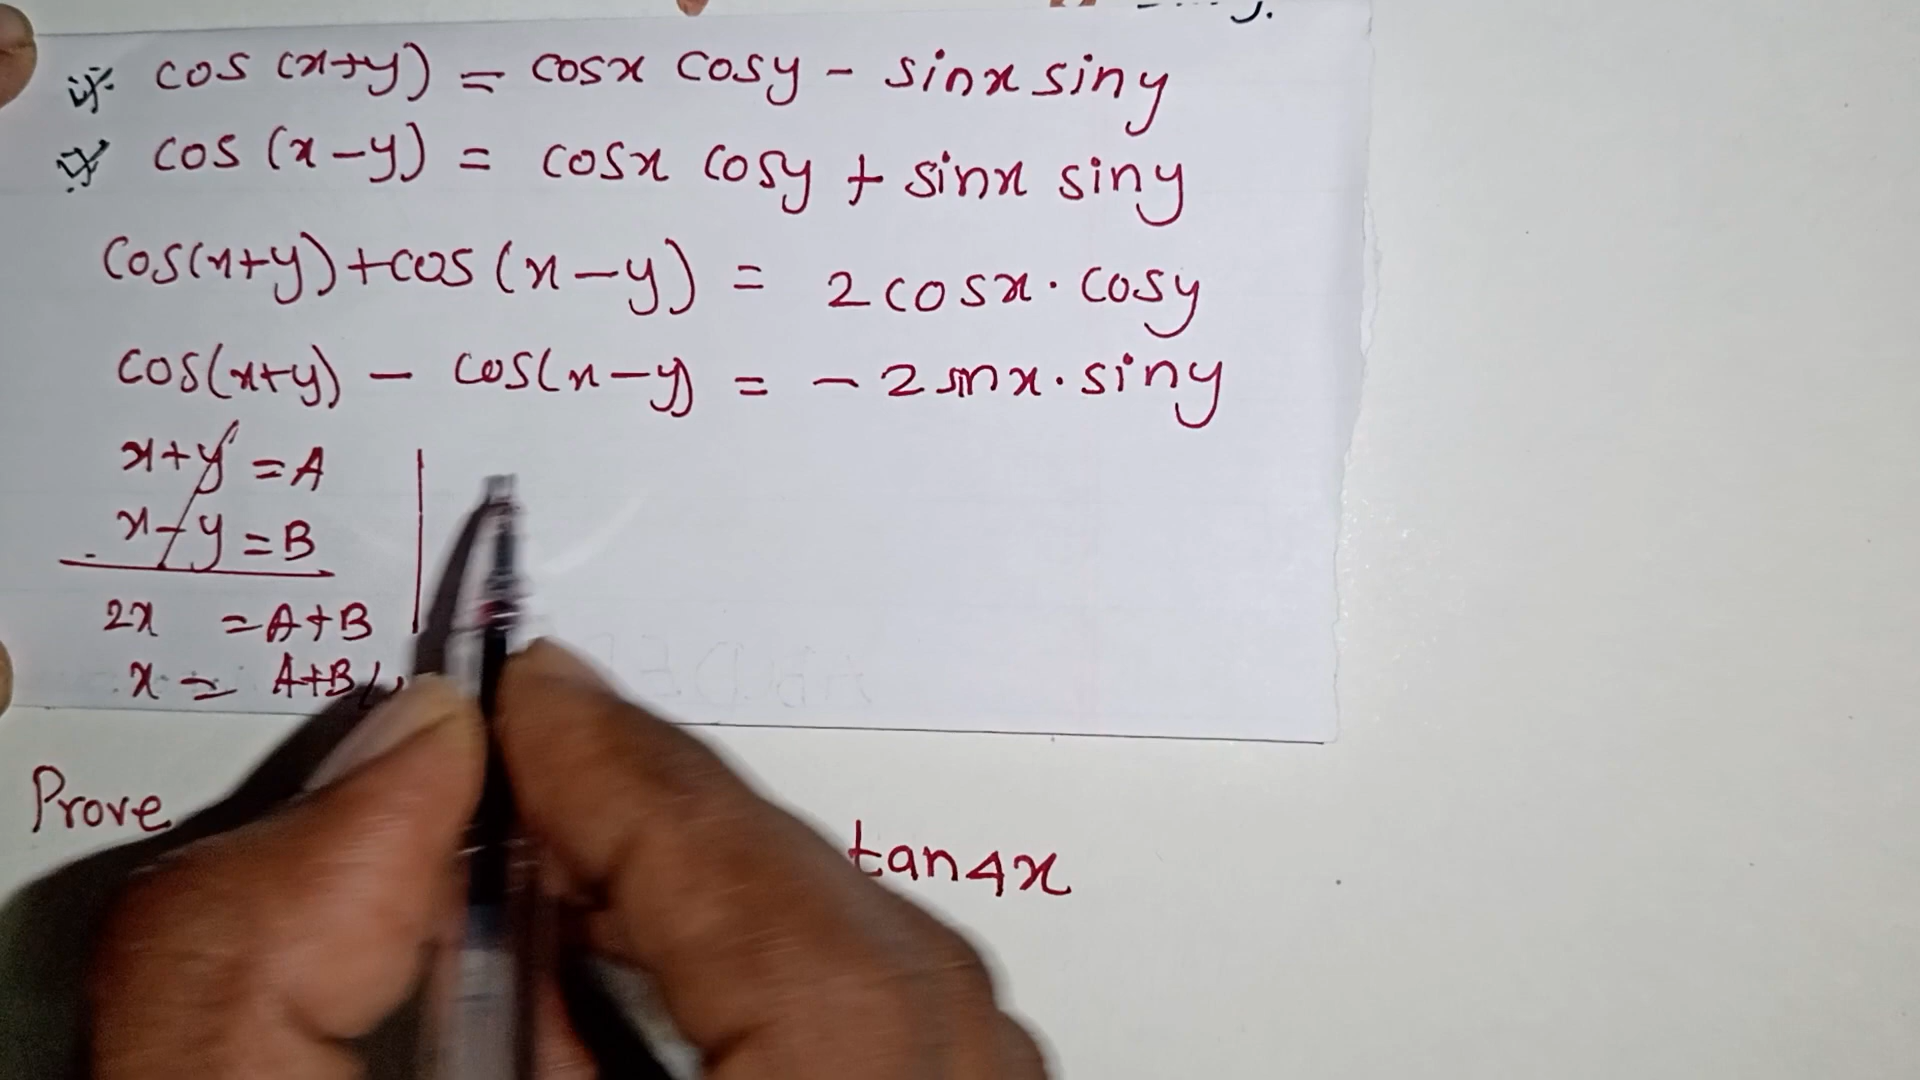 cos (x+y) = cosx cosy - sinx siny
cos (x-y) = cosx cosy + sinx siny
cos(x+y)+cos(x-y) = 2cosx.cosy
cos(x+y) - cos(x-y) = -2sinx.siny
x+y = A
x-y = B
2x = A+B
x = A+B/
Prove
tan4x